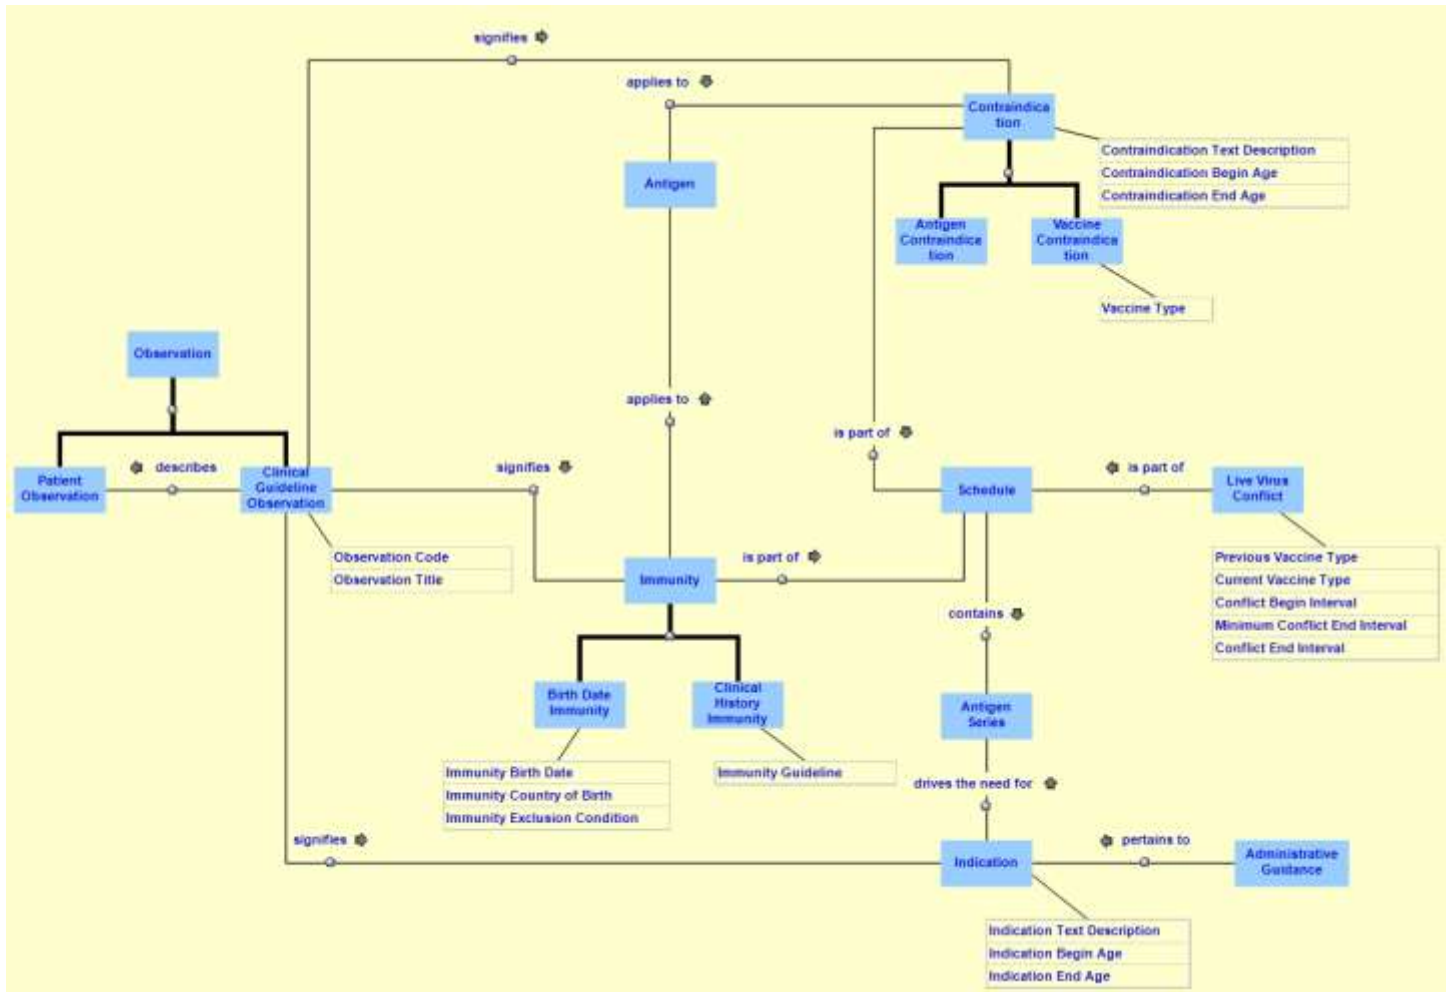 signifies
applies to
Contraindica
tion
Contraindication Text Description
Contraindication Begin Age
Contraindication End Age
Antigen
Antigen
Contraindica
tion
Vaccine
Contraindica
tion
Vaccine Type
Observation
applies to
is part of
Patient
Observation
describes
Clinical
Guideline
Observation
signifies
Schedule
is part of
Live Virus
Conflict
Observation Code
Observation Title
Previous Vaccine Type
Current Vaccine Type
Conflict Begin Interval
Minimum Conflict End Interval
Conflict End Interval
Immunity
is part of
contains
Birth Date
Immunity
Clinical
History
Immunity
Antigen
Series
Immunity Birth Date
Immunity Country of Birth
Immunity Exclusion Condition
Immunity Guideline
drives the need for
signifies
Indication
pertains to
Administrative
Guidance
Indication Text Description
Indication Begin Age
Indication End Age